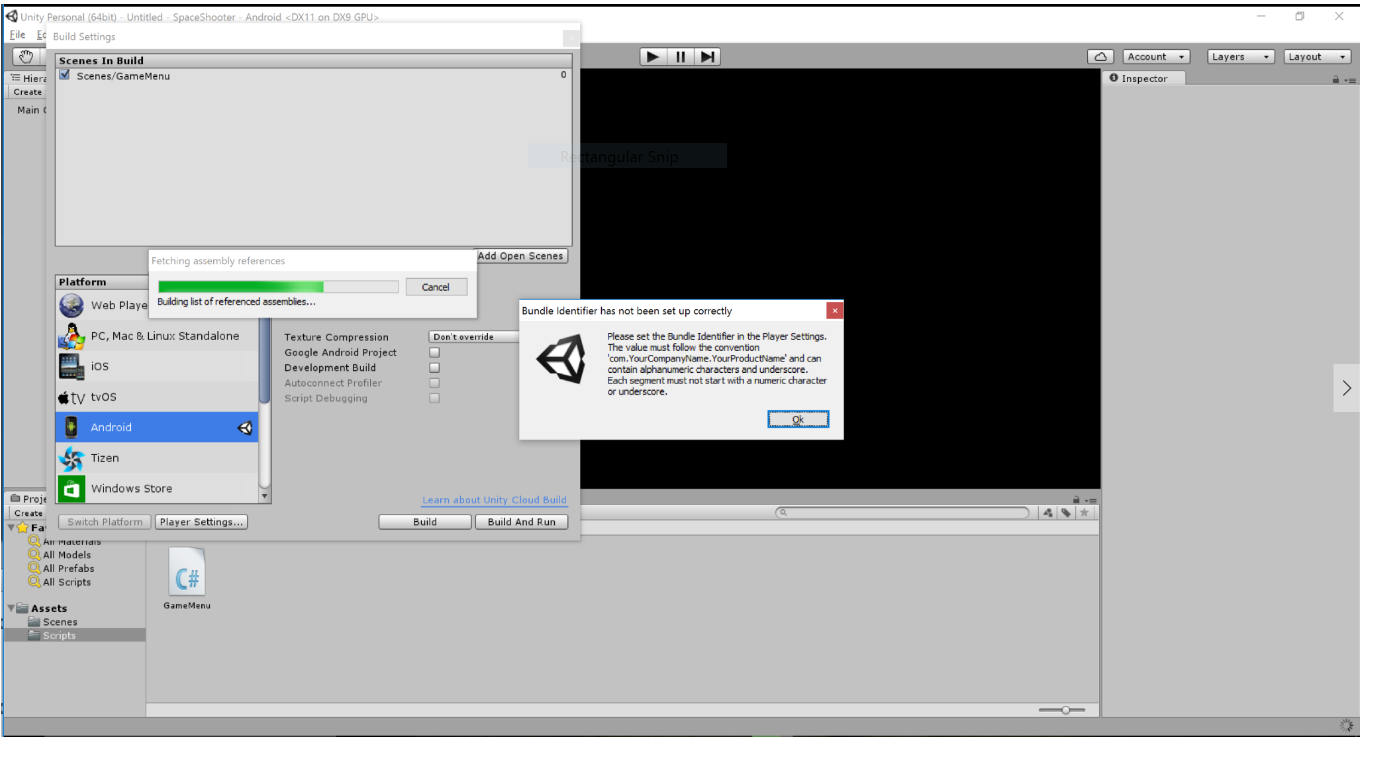 Unity Personal (64bit) - Untitled - SpaceShooter - Android <DX11 on DX9 GPU>
File
Build Settings
Scenes In Build
Scenes/GameMenu 0
Account
Layers
Layout
Inspector
Create
Main
Rectangular Snip
Add Open Scenes
Fetching assembly references
Cancel
Building list of referenced assemblies...
Platform
Web Playe
PC, Mac & Linux Standalone
iOS
tv tvOS
Android
Tizen
Windows Store
Texture Compression Don't override
Google Android Project
Development Build
Autoconnect Profiler
Script Debugging
Bundle Identifier has not been set up correctly
Please set the Bundle Identifier in the Player Settings.
The value must follow the convention
'com.YourCompanyName.YourProductName' and can
contain alphanumeric characters and underscore.
Each segment must not start with a numeric character
or underscore.
Ok
Learn about Unity Cloud Build
Switch Platform
Player Settings...
Build
Build And Run
Create
All Materials
All Models
All Prefabs
All Scripts
Assets
Scenes
Scripts
C#
GameMenu